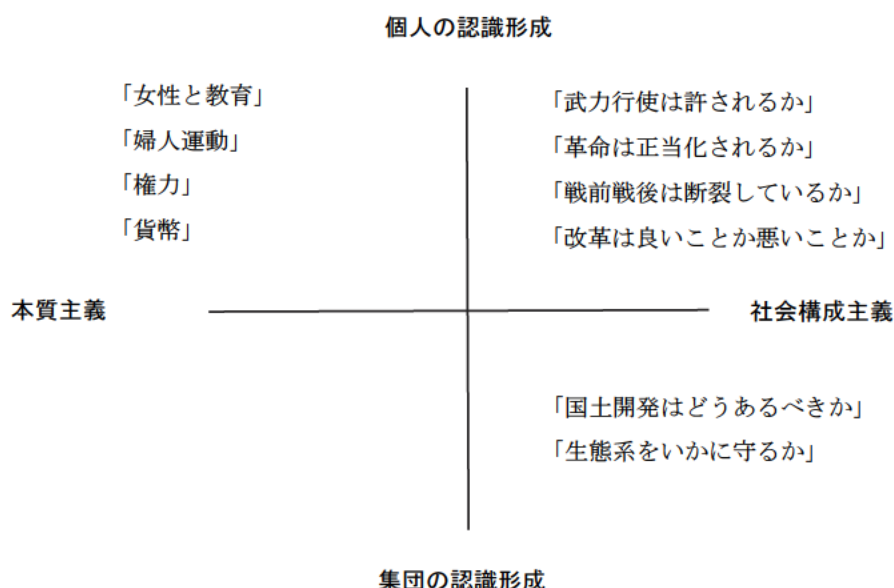 個人の認識形成
「女性と教育」
「婦人運動」
「権力」
「貨幣」
「武力行使は許されるか」
「革命は正当化されるか」
「戦前戦後は断裂しているか」
「改革は良いことか悪いことか」
本質主義
社会構成主義
「国土開発はどうあるべきか」
「生態系をいかに守るか」
集団の認識形成